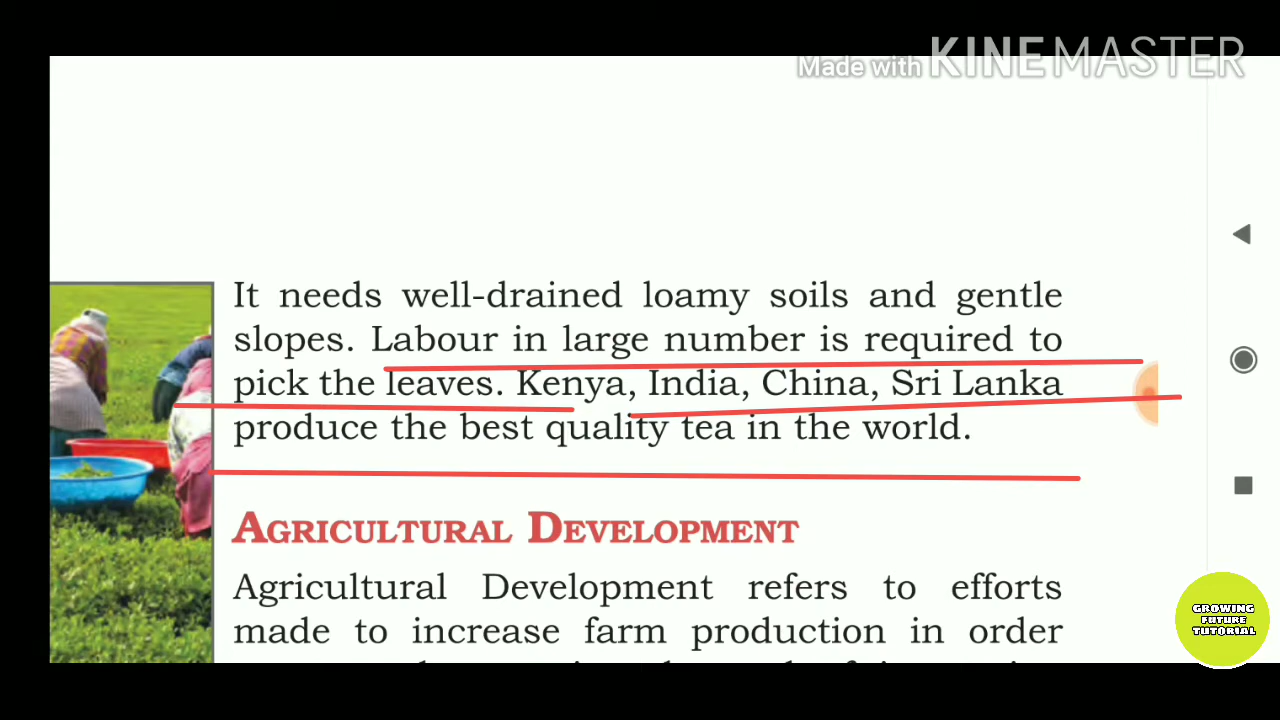 Made with KINEMASTER
It needs well-drained loamy soils and gentle
slopes. Labour in large number is required to
pick the leaves. Kenya, India, China, Sri Lanka
produce the best quality tea in the world.
AGRICULTURAL DEVELOPMENT
Agricultural Development refers to efforts
made to increase farm production in order
GROWING
FUTURE
TUTORIAL